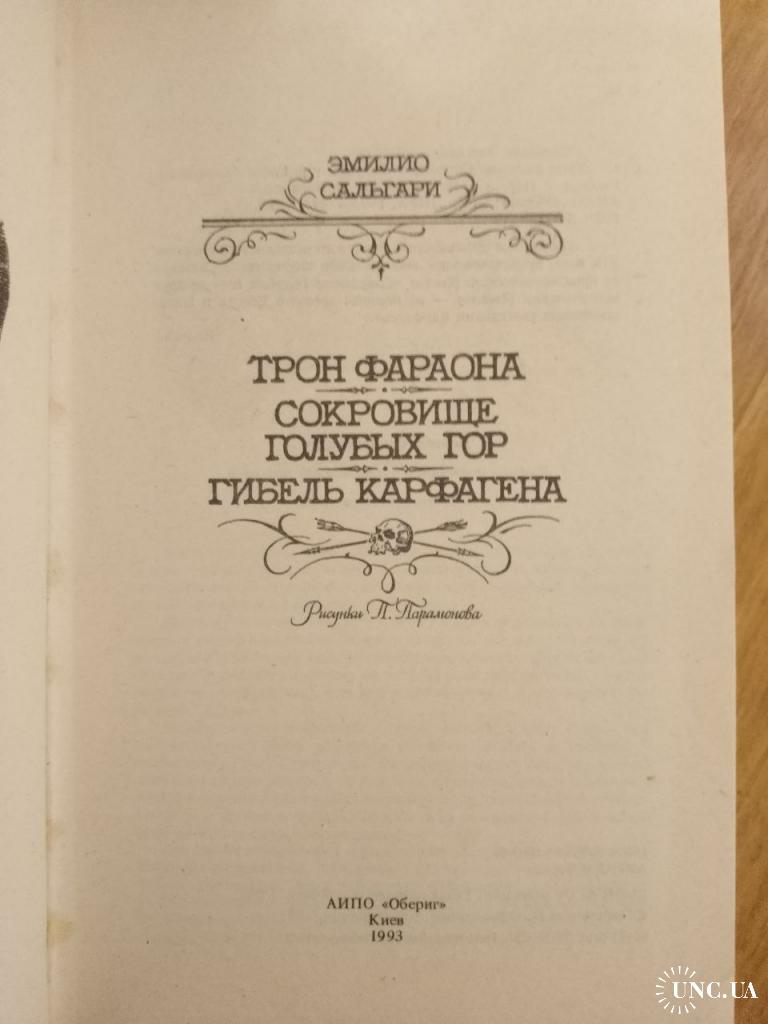 ЭМИЛИО
САЛЬГАРИ
ТРОН ФАРАОНА
СОКРОВИЩЕ
ГОЛУБЫХ ГОР
ГИБЕЛЬ КАРФАГЕНА
Рисунки П. Парамонова
АИПО «Обериг»
Киев
1993
UNC.UA